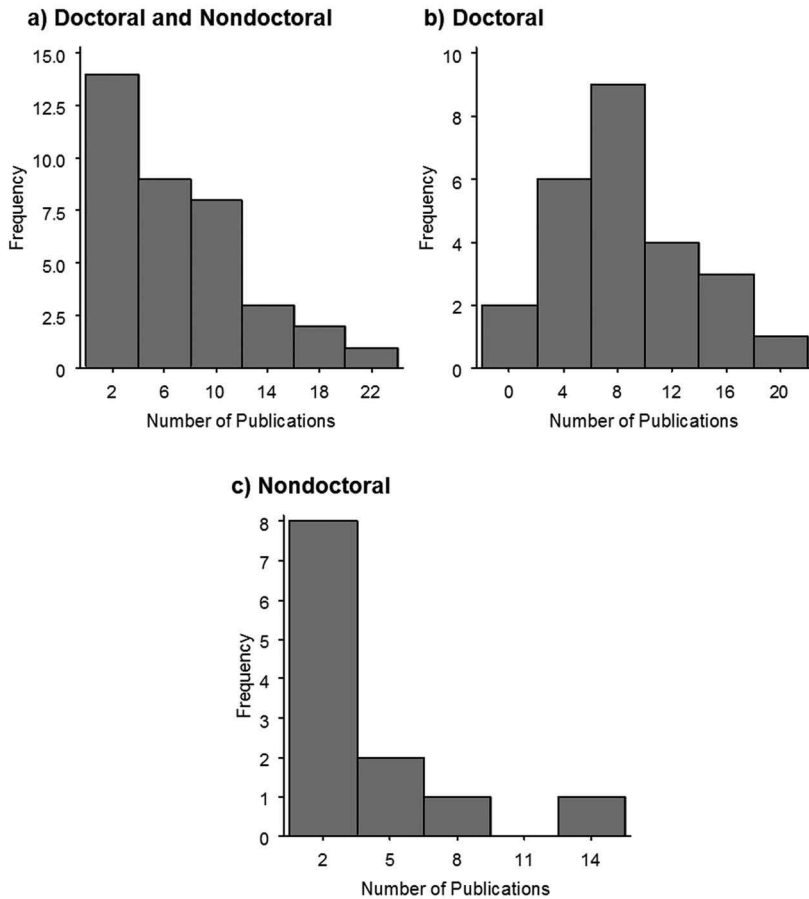 a) Doctoral and Nondoctoral
15.0
12.5
10.0
7.5
5.0
2.5
0
Frequency
2 6 10 14 18 22
Number of Publications
b) Doctoral
10
8
6
4
2
0
Frequency
0 4 8 12 16 20
Number of Publications
c) Nondoctoral
8
7
6
5
4
3
2
1
0
Frequency
2 5 8 11 14
Number of Publications